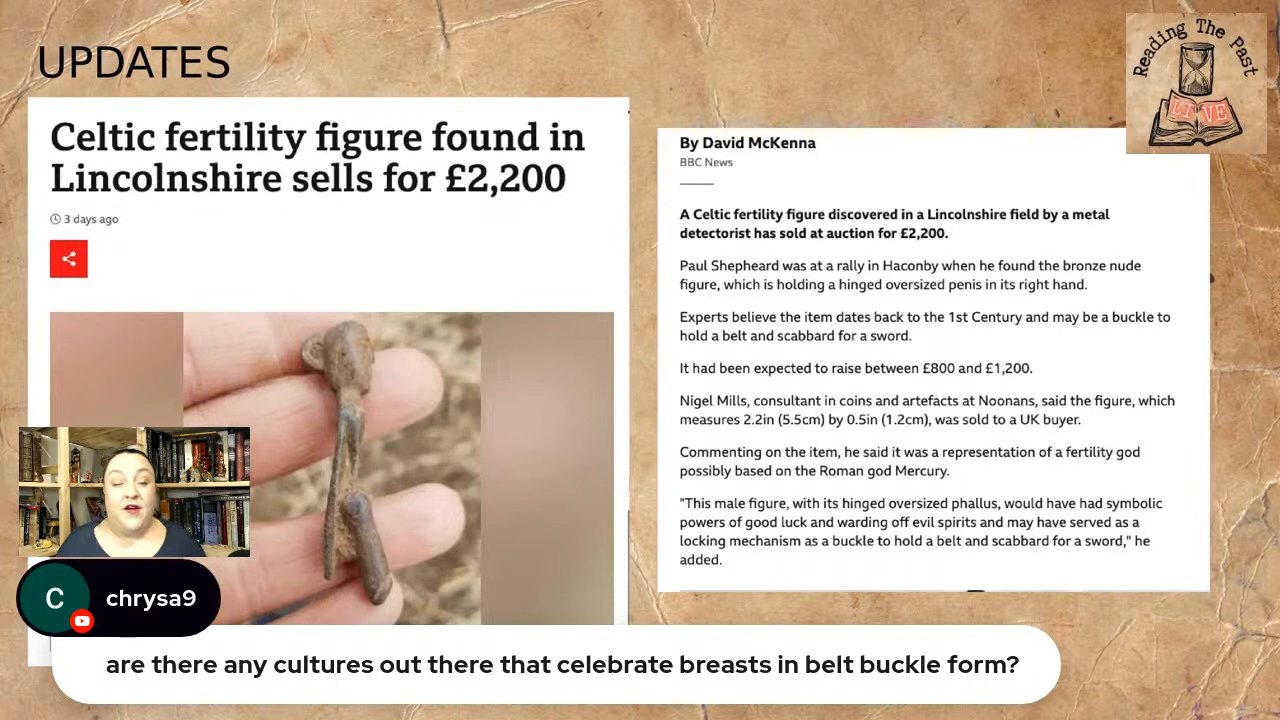 UPDATES
Reading The Past
LIVE
Celtic fertility figure found in
Lincolnshire sells for £2,200
3 days ago
By David McKenna
BBC News
A Celtic fertility figure discovered in a Lincolnshire field by a metal
detectorist has sold at auction for £2,200.
Paul Shepheard was at a rally in Haconby when he found the bronze nude
figure, which is holding a hinged oversized penis in its right hand.
Experts believe the item dates back to the 1st Century and may be a buckle to
hold a belt and scabbard for a sword.
It had been expected to raise between £800 and £1,200.
Nigel Mills, consultant in coins and artefacts at Noonans, said the figure, which
measures 2.2in (5.5cm) by 0.5in (1.2cm), was sold to a UK buyer.
Commenting on the item, he said it was a representation of a fertility god
possibly based on the Roman god Mercury.
"This male figure, with its hinged oversized phallus, would have had symbolic
powers of good luck and warding off evil spirits and may have served as a
locking mechanism as a buckle to hold a belt and scabbard for a sword," he
added.
C
chrysa9
are there any cultures out there that celebrate breasts in belt buckle form?